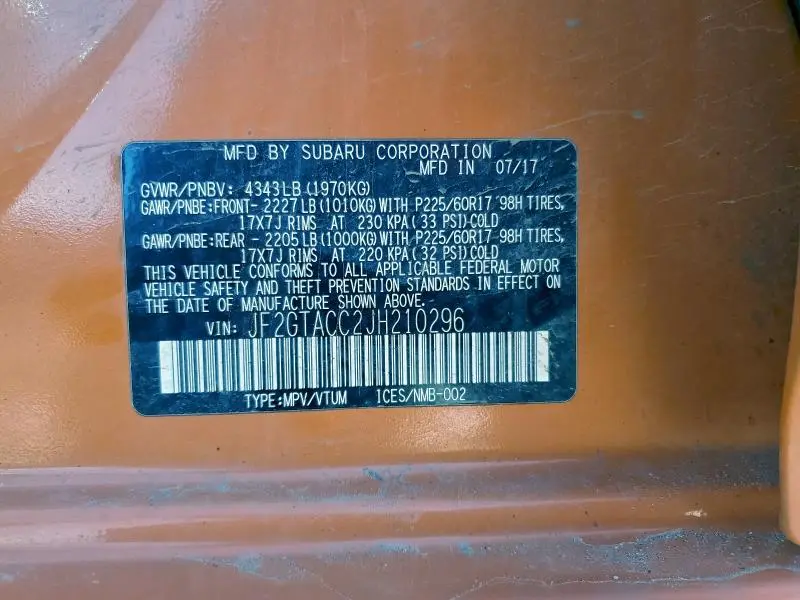 MFD BY SUBARU CORPORATION
MFD IN 07/17
GVWR/PNBV: 4343LB (1970KG)
GAWR/PNBE:FRONT- 2227 LB (1010KG) WITH P225/60R17 98H TIRES,
17X7J RIMS AT 230 KPA (33 PSI) COLD
GAWR/PNBE:REAR - 2205 LB (1000KG) WITH P225/60R17 98H TIRES,
17X7J RIMS AT 220 KPA (32 PSI) COLD
THIS VEHICLE CONFORMS TO ALL APPLICABLE FEDERAL MOTOR
VEHICLE SAFETY AND THEFT PREVENTION STANDARDS IN EFFECT ON
THE DATE OF MANUFACTURE SHOWN ABOVE.
VIN: JF2GTACC2JH210296
TYPE:MPV/VTUM ICES/NMB-002